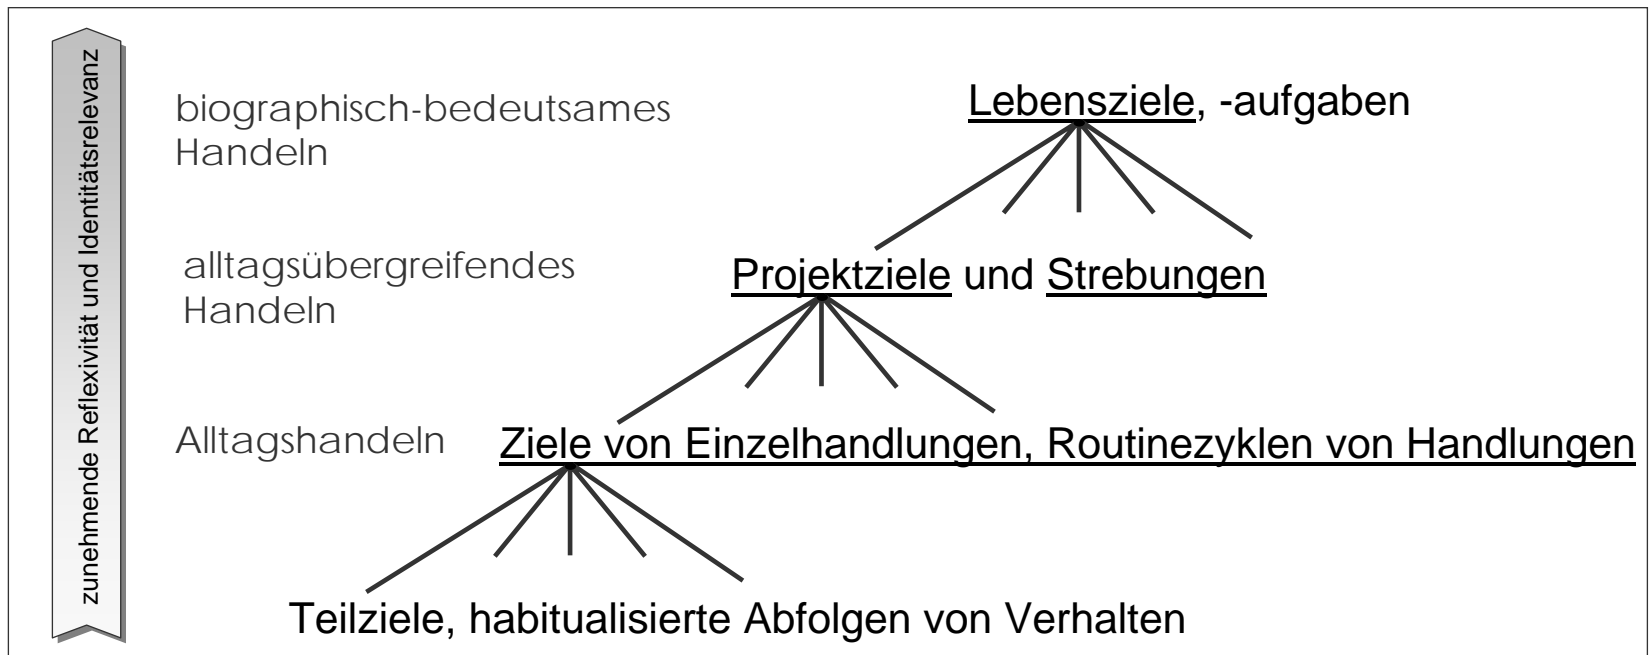 zunehmende Reflexivität und Identitätsrelevanz
biographisch-bedeutsames
Handeln
Lebensziele, -aufgaben
alltagsübergreifendes
Handeln
Projektziele und Strebungen
Alltagshandeln
Ziele von Einzelhandlungen, Routinezyklen von Handlungen
Teilziele, habitualisierte Abfolgen von Verhalten